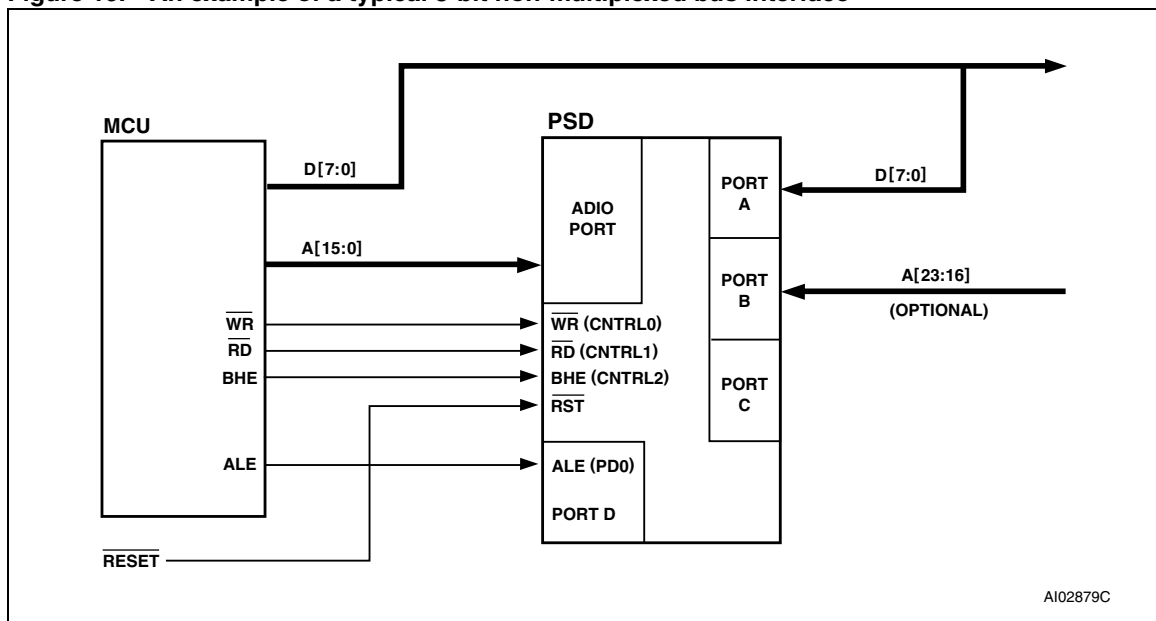 MCU
PSD
D[7:0]
D[7:0]
PORT
A
ADIO
PORT
A[15:0]
A[23:16]
PORT
B
(OPTIONAL)
WR
WR (CNTRL0)
RD
RD (CNTRL1)
BHE
BHE (CNTRL2)
PORT
C
RST
ALE
ALE (PD0)
PORT D
RESET
AI02879C